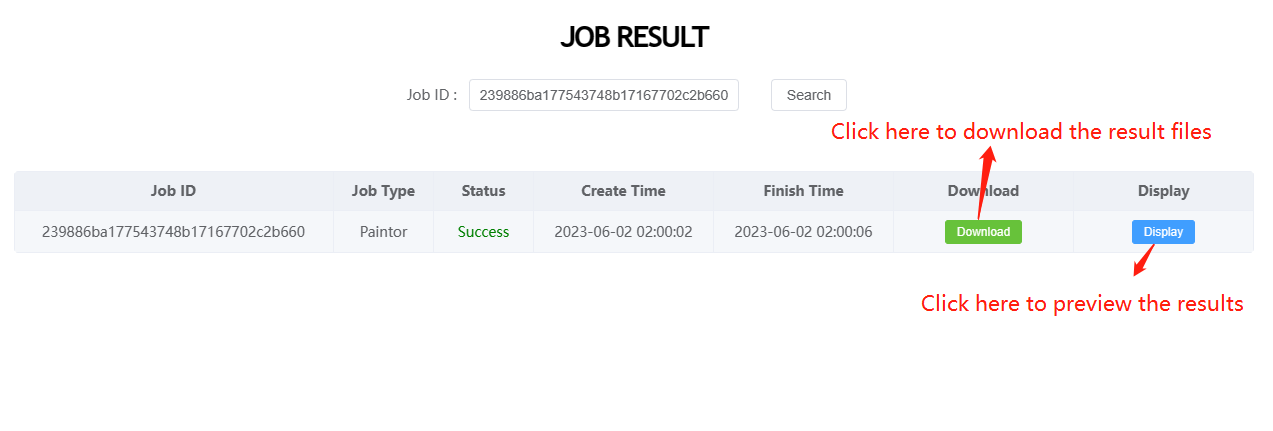 JOB RESULT
Job ID : 239886ba177543748b17167702c2b660 Search
Click here to download the result files
Job ID Job Type Status Create Time Finish Time Download Display
239886ba177543748b17167702c2b660 Paintor Success 2023-06-02 02:00:02 2023-06-02 02:00:06 Download Display
Click here to preview the results